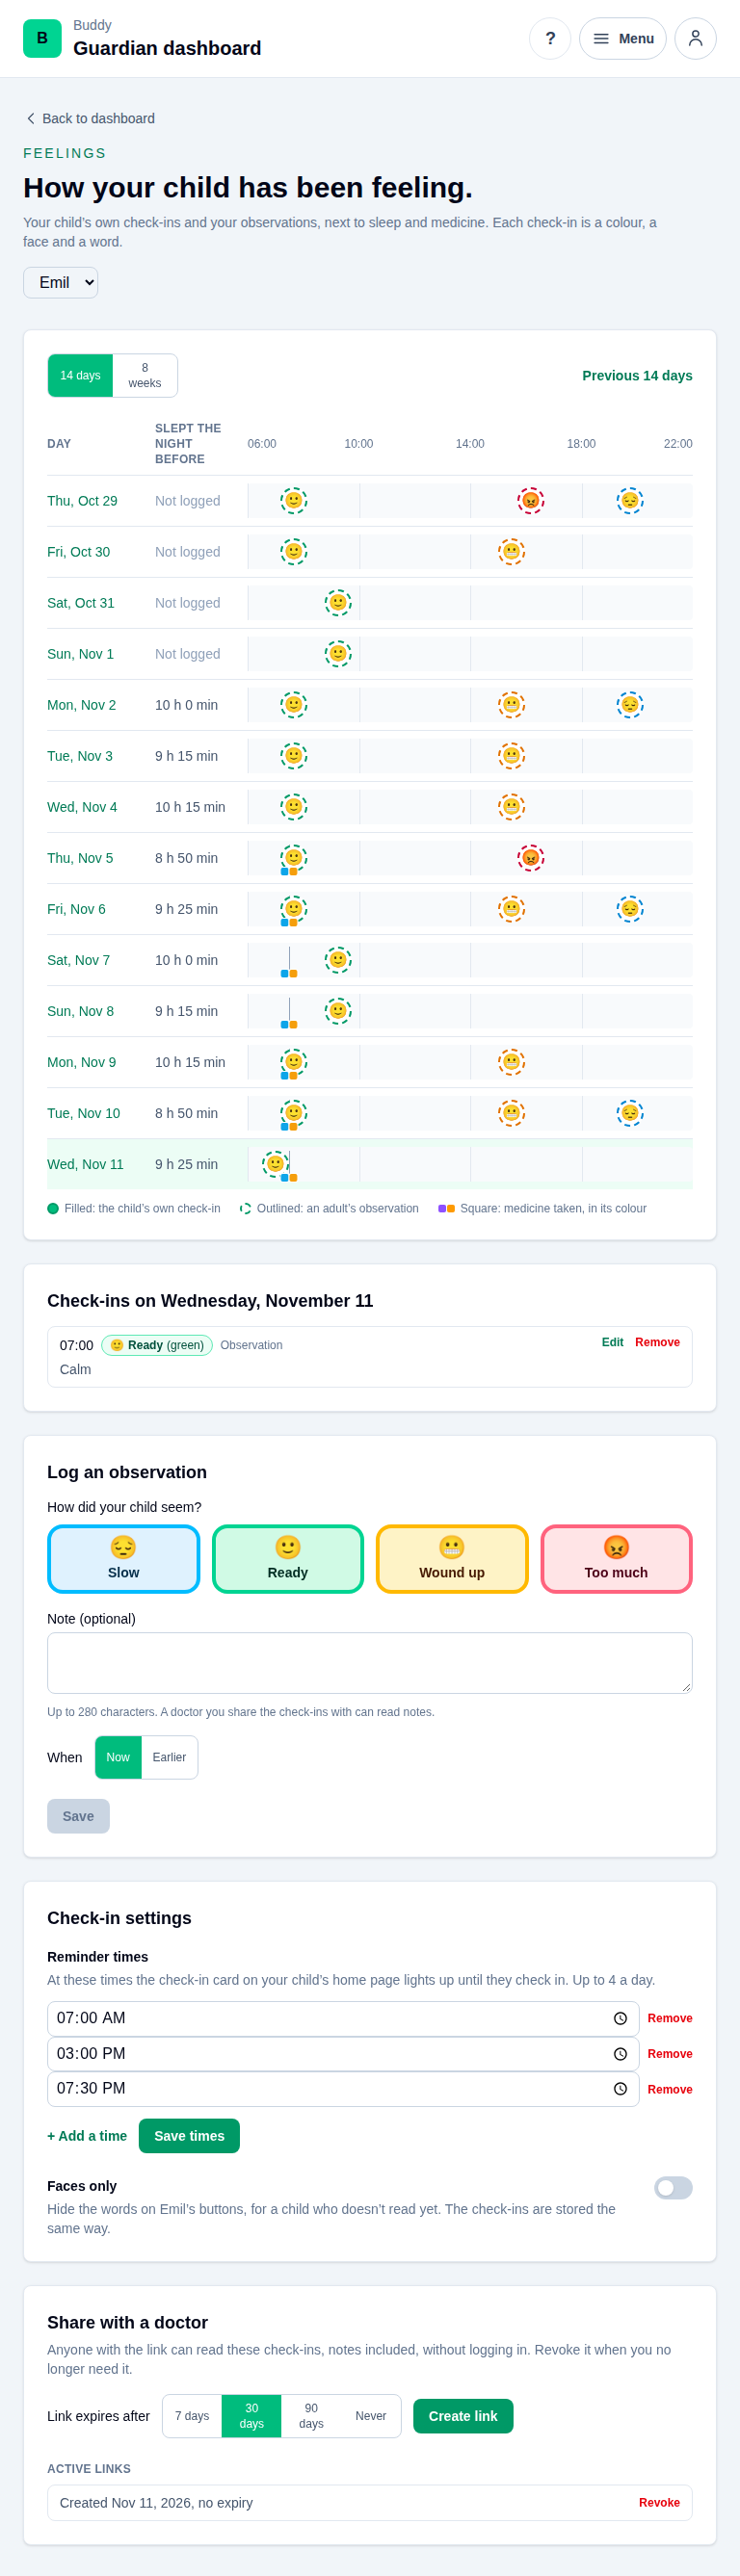 B
Buddy
Guardian dashboard
?
Menu
Back to dashboard
FEELINGS
How your child has been feeling.
Your child’s own check-ins and your observations, next to sleep and medicine. Each check-in is a colour, a
face and a word.
Emil
14 days
8
weeks
Previous 14 days
DAY
SLEPT THE
NIGHT
BEFORE
06:00 10:00 14:00 18:00 22:00
Thu, Oct 29 Not logged
Fri, Oct 30 Not logged
Sat, Oct 31 Not logged
Sun, Nov 1 Not logged
Mon, Nov 2 10 h 0 min
Tue, Nov 3 9 h 15 min
Wed, Nov 4 10 h 15 min
Thu, Nov 5 8 h 50 min
Fri, Nov 6 9 h 25 min
Sat, Nov 7 10 h 0 min
Sun, Nov 8 9 h 15 min
Mon, Nov 9 10 h 15 min
Tue, Nov 10 8 h 50 min
Wed, Nov 11 9 h 25 min
Filled: the child’s own check-in Outlined: an adult’s observation Square: medicine taken, in its colour
Check-ins on Wednesday, November 11
07:00 Ready (green) Observation Edit Remove
Calm
Log an observation
How did your child seem?
Slow Ready Wound up Too much
Note (optional)
Up to 280 characters. A doctor you share the check-ins with can read notes.
When Now Earlier
Save
Check-in settings
Reminder times
At these times the check-in card on your child’s home page lights up until they check in. Up to 4 a day.
07:00 AM Remove
03:00 PM Remove
07:30 PM Remove
+ Add a time Save times
Faces only
Hide the words on Emil’s buttons, for a child who doesn’t read yet. The check-ins are stored the
same way.
Share with a doctor
Anyone with the link can read these check-ins, notes included, without logging in. Revoke it when you no
longer need it.
Link expires after 7 days 30 days 90 days Never Create link
ACTIVE LINKS
Created Nov 11, 2026, no expiry Revoke